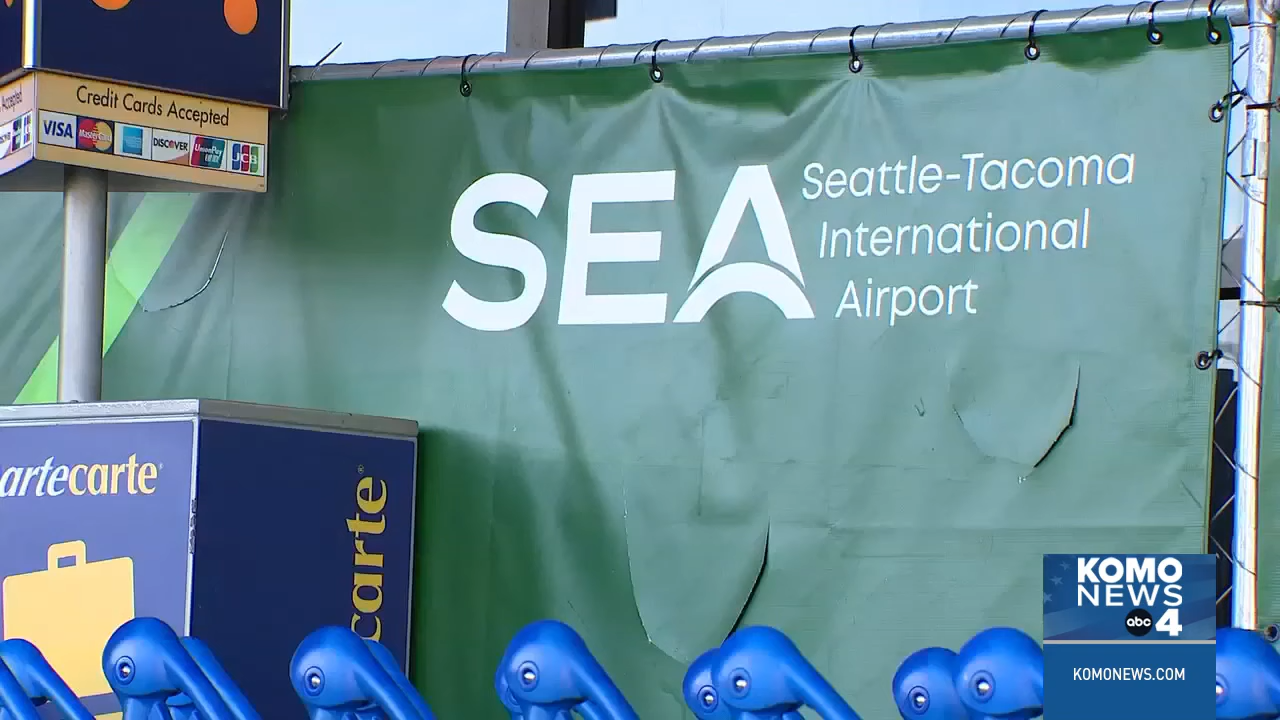 Accepted
Credit Cards Accepted
VISA MasterCard DISCOVER UnionPay JCB
SEA
Seattle-Tacoma
International
Airport
artecarte
carte
KOMO
NEWS
abc 4
KOMONEWS.COM